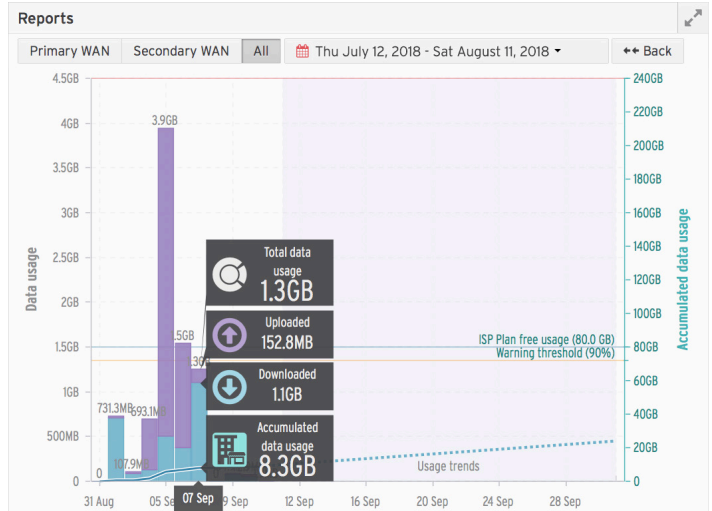 Reports
Primary WAN Secondary WAN All Thu July 12, 2018 - Sat August 11, 2018 Back
4.5GB
4GB
3.5GB
3GB
2.5GB
2GB
1.5GB
1GB
500MB
0
Data usage
240GB
220GB
200GB
180GB
160GB
140GB
120GB
100GB
80GB
60GB
40GB
20GB
0
Accumulated data usage
3.9GB
.5GB
731.3MB
593.1MB
107.9MB
0
Total data
usage
1.3GB
Uploaded
152.8MB
Downloaded
1.1GB
Accumulated
data usage
8.3GB
ISP Plan free usage (80.0 GB)
Warning threshold (90%)
Usage trends
31 Aug 05 Se 07 Sep 9 Sep 12 Sep 16 Sep 20 Sep 24 Sep 28 Sep